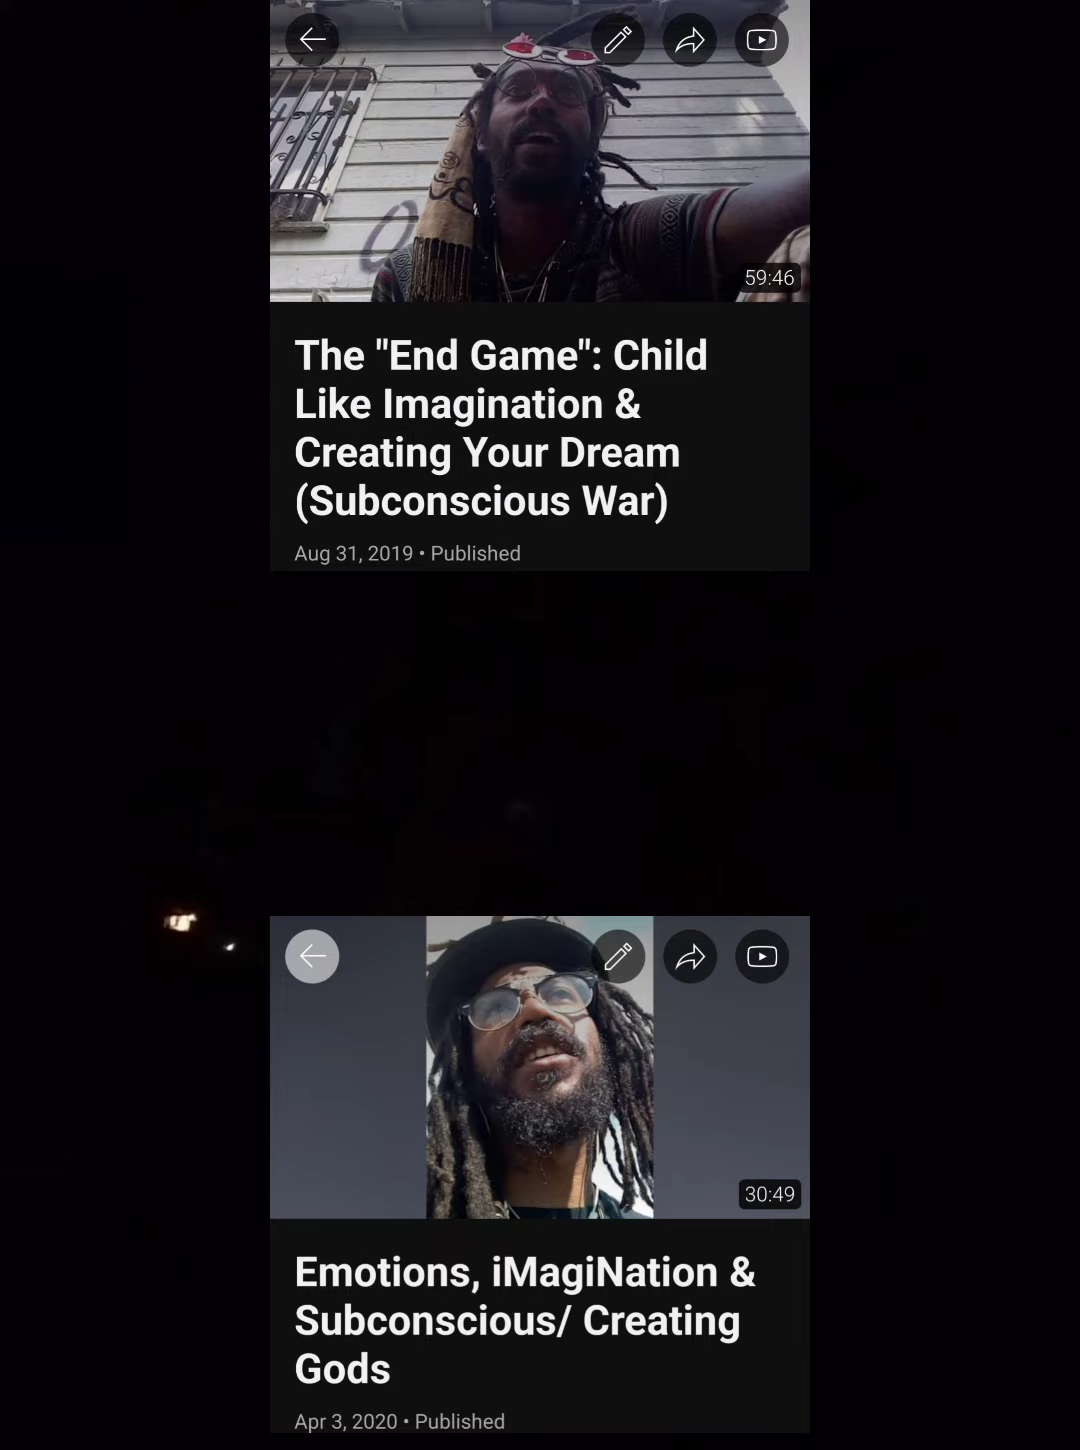 59:46
The "End Game": Child
Like Imagination &
Creating Your Dream
(Subconscious War)
Aug 31, 2019 • Published
30:49
Emotions, iMagiNation &
Subconscious/ Creating
Gods
Apr 3, 2020 • Published